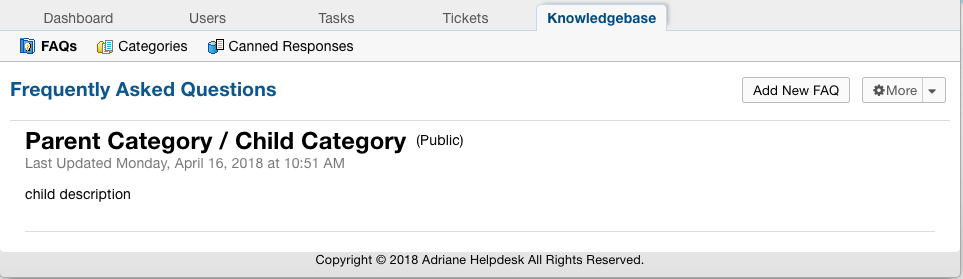 Dashboard Users Tasks Tickets Knowledgebase
FAQs Categories Canned Responses
Frequently Asked Questions Add New FAQ More
Parent Category / Child Category (Public)
Last Updated Monday, April 16, 2018 at 10:51 AM
child description
Copyright © 2018 Adriane Helpdesk All Rights Reserved.